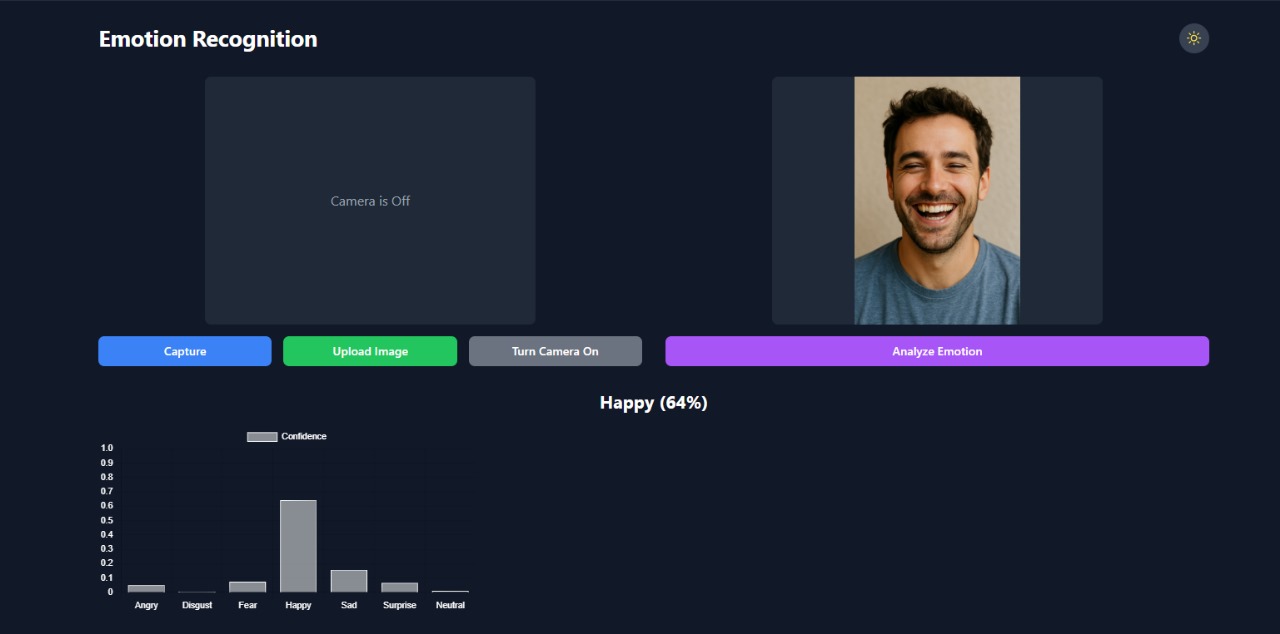 Emotion Recognition
Camera is Off
Capture
Upload Image
Turn Camera On
Analyze Emotion
Happy (64%)
Confidence
1.0
0.9
0.8
0.7
0.6
0.5
0.4
0.3
0.2
0.1
0
Angry Disgust Fear Happy Sad Surprise Neutral